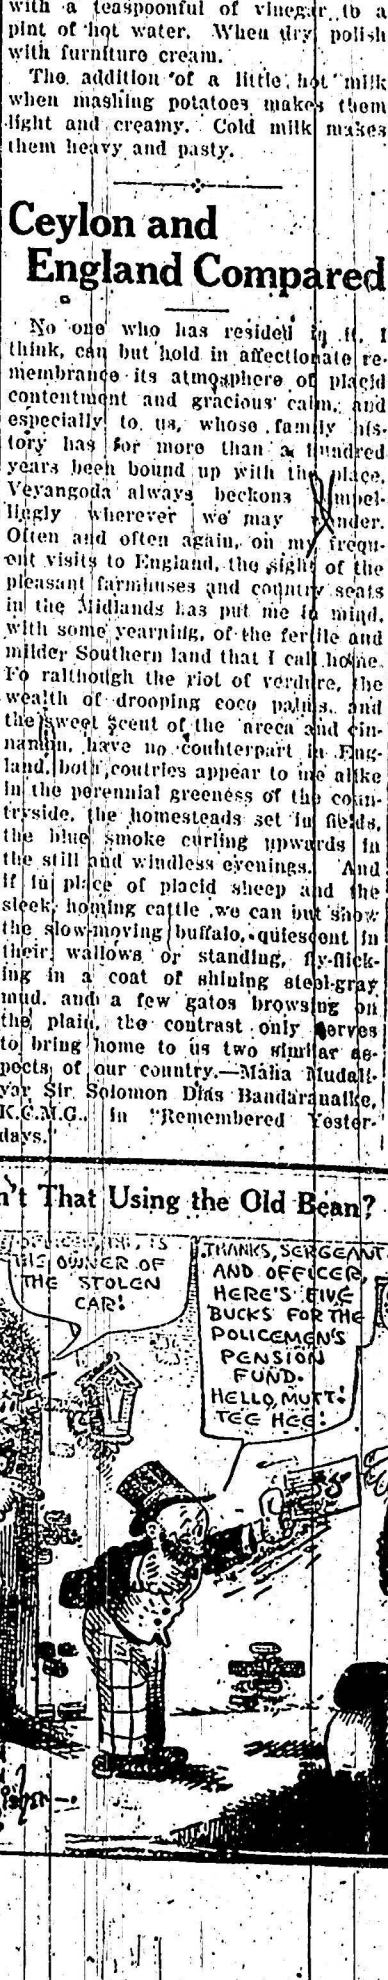 with a teaspoonful of vinegar to a
pint of hot water. When dry polish
with furniture cream.
The addition of a little hot milk
when mashing potatoes makes them
light and creamy. Cold milk makes
them heavy and pasty.
Ceylon and
England Compared
No one who has resided in it, I
think, can but hold in affectionate re-
membrance its atmosphere of placid
contentment and gracious calm, and
especially to us, whose family his-
tory has for more than a hundred
years been bound up with the place.
Veyangoda always beckons
lingly wherever we may wander.
Often and often again, on my frequ-
ent visits to England, the sight of the
pleasant farmhuses and country seats
in the Midlands has put me in mind,
with some yearning, of the fertile and
milder Southern land that I call home.
Fo ralthough the riot of verdure, the
wealth of drooping coco palms, and
the sweet scent of the areca and cin-
namon, have no counterpart in Eng-
land, both coutries appear to me alike
in the perennial greeness of the coun-
tryside, the homesteads set in fields,
the blue smoke curling upwards in
the still and windless evenings. And
if in place of placid sheep and the
sleek, homing cattle ,we can but show
the slow-moving buffalo, quiescent in
their wallows or standing, fly-flick-
ing in a coat of shining steel-gray
mud, and a few gatos browsing on
the plain, the contrast only serves
to bring home to us two similar as-
pects of our country.—Maha Mudali-
yar Sir Solomon Dias Bandaranaike,
K.C.M.G., in "Remembered Yester-
days."
n't That Using the Old Bean?
IS
THE OWNER OF
THE STOLEN
CAR!
THANKS, SERGEANT
AND OFFICER,
HERE'S FIVE
BUCKS FOR THE
POLICEMEN'S
PENSION
FUND.
HELLO, MUTT!
TEE HEE!